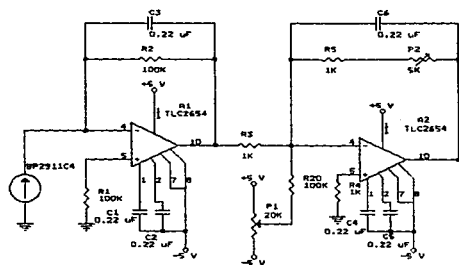 C3
0.22 uF
R2
100K
+5 V
A1
TLC2654
4
5
10
1
2
7
8
BP2911C4
R1
100K
C1
0.22 uF
C2
0.22 uF
-5 V
R3
1K
+5 V
P1
20K
-5 V
R20
100K
C6
0.22 uF
R5
1K
P2
5K
+5 V
A2
TLC2654
4
5
10
1
2
7
8
R4
1K
C4
0.22 uF
C5
0.22 uF
-5 V